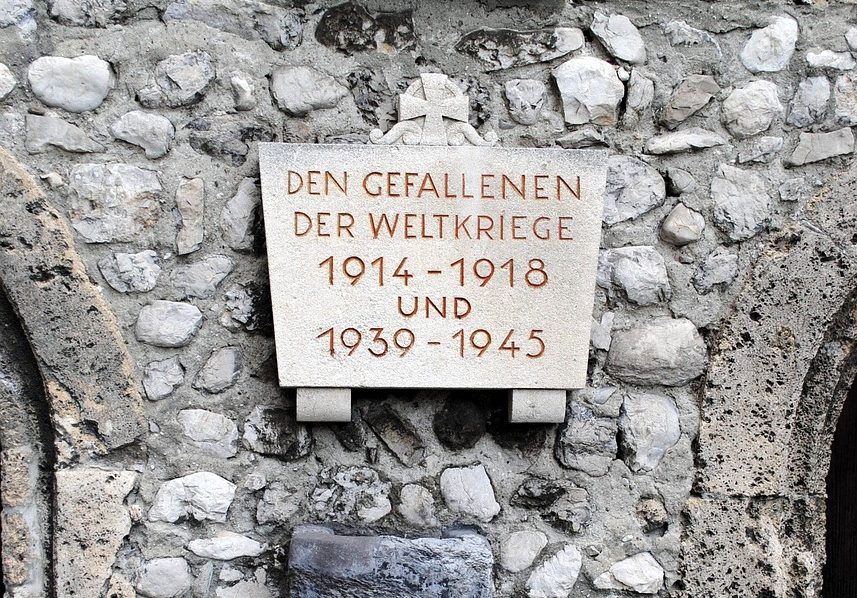 DEN GEFALLENEN
DER WELTKRIEGE
1914 - 1918
UND
1939 - 1945